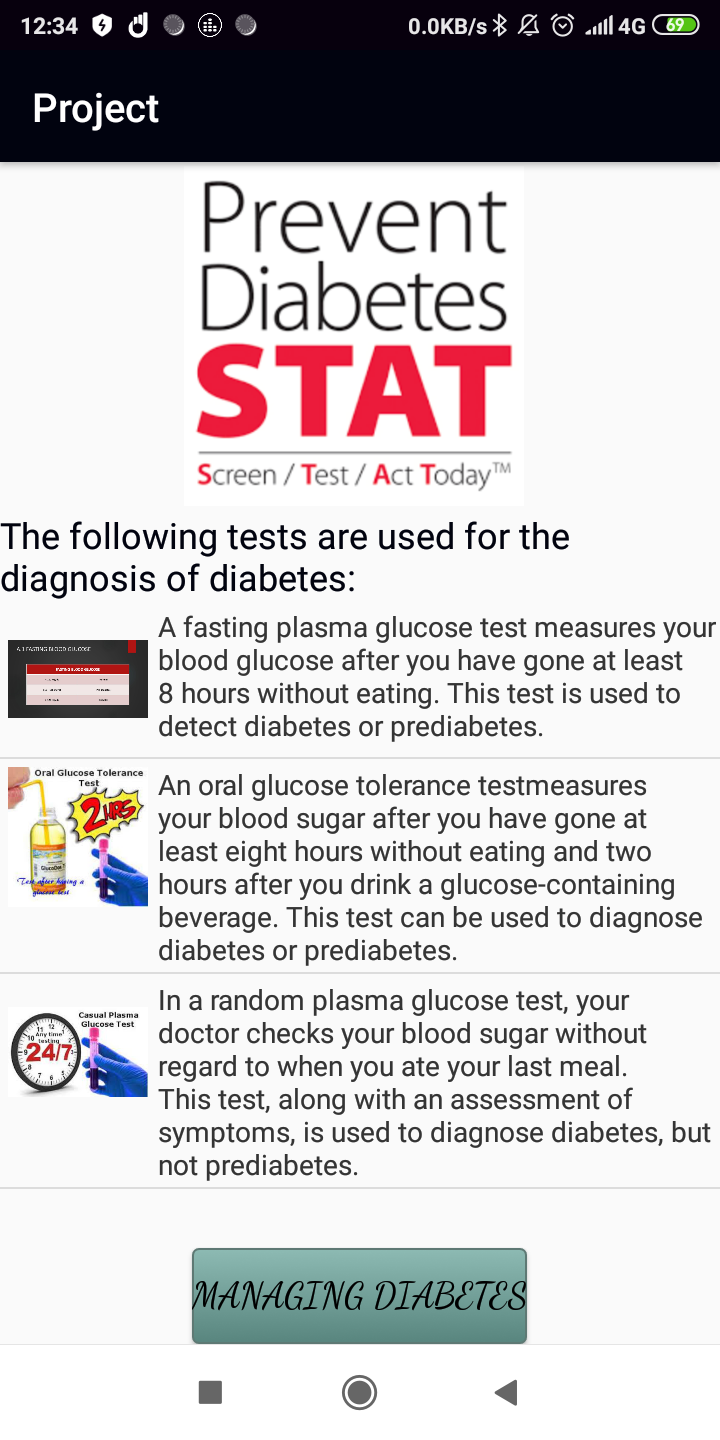 12:34 0.0KB/s 4G 69
Project
Prevent
Diabetes
STAT
Screen / Test / Act Today™
The following tests are used for the
diagnosis of diabetes:
A.1 FASTING BLOOD GLUCOSE
FASTING BLOOD GLUCOSE
A fasting plasma glucose test measures your
blood glucose after you have gone at least
8 hours without eating. This test is used to
detect diabetes or prediabetes.
Oral Glucose Tolerance
Test
2HRS
Test after having a
glucose test
An oral glucose tolerance testmeasures
your blood sugar after you have gone at
least eight hours without eating and two
hours after you drink a glucose-containing
beverage. This test can be used to diagnose
diabetes or prediabetes.
Casual Plasma
Glucose Test
Any time
testing
24/7
In a random plasma glucose test, your
doctor checks your blood sugar without
regard to when you ate your last meal.
This test, along with an assessment of
symptoms, is used to diagnose diabetes, but
not prediabetes.
MANAGING DIABETES